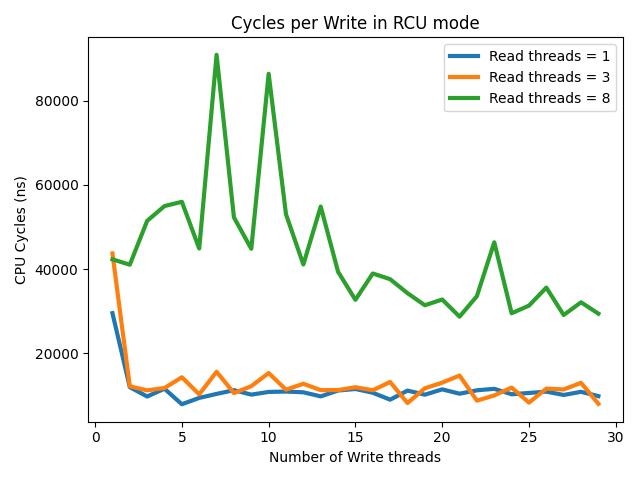 Cycles per Write in RCU mode
Read threads = 1
Read threads = 3
Read threads = 8
80000
60000
40000
20000
CPU Cycles (ns)
0 5 10 15 20 25 30
Number of Write threads